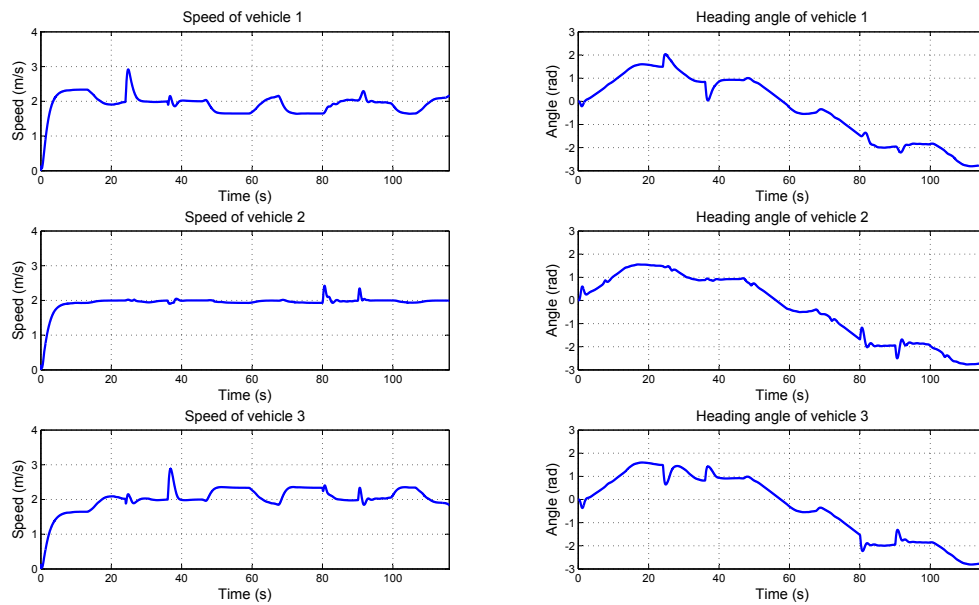 Speed of vehicle 1
4
3
2
1
0
Speed (m/s)
0 20 40 60 80 100
Time (s)
Heading angle of vehicle 1
3
2
1
0
-1
-2
-3
Angle (rad)
0 20 40 60 80 100
Time (s)
Speed of vehicle 2
4
3
2
1
0
Speed (m/s)
0 20 40 60 80 100
Time (s)
Heading angle of vehicle 2
3
2
1
0
-1
-2
-3
Angle (rad)
0 20 40 60 80 100
Time (s)
Speed of vehicle 3
4
3
2
1
0
Speed (m/s)
0 20 40 60 80 100
Time (s)
Heading angle of vehicle 3
3
2
1
0
-1
-2
-3
Angle (rad)
0 20 40 60 80 100
Time (s)